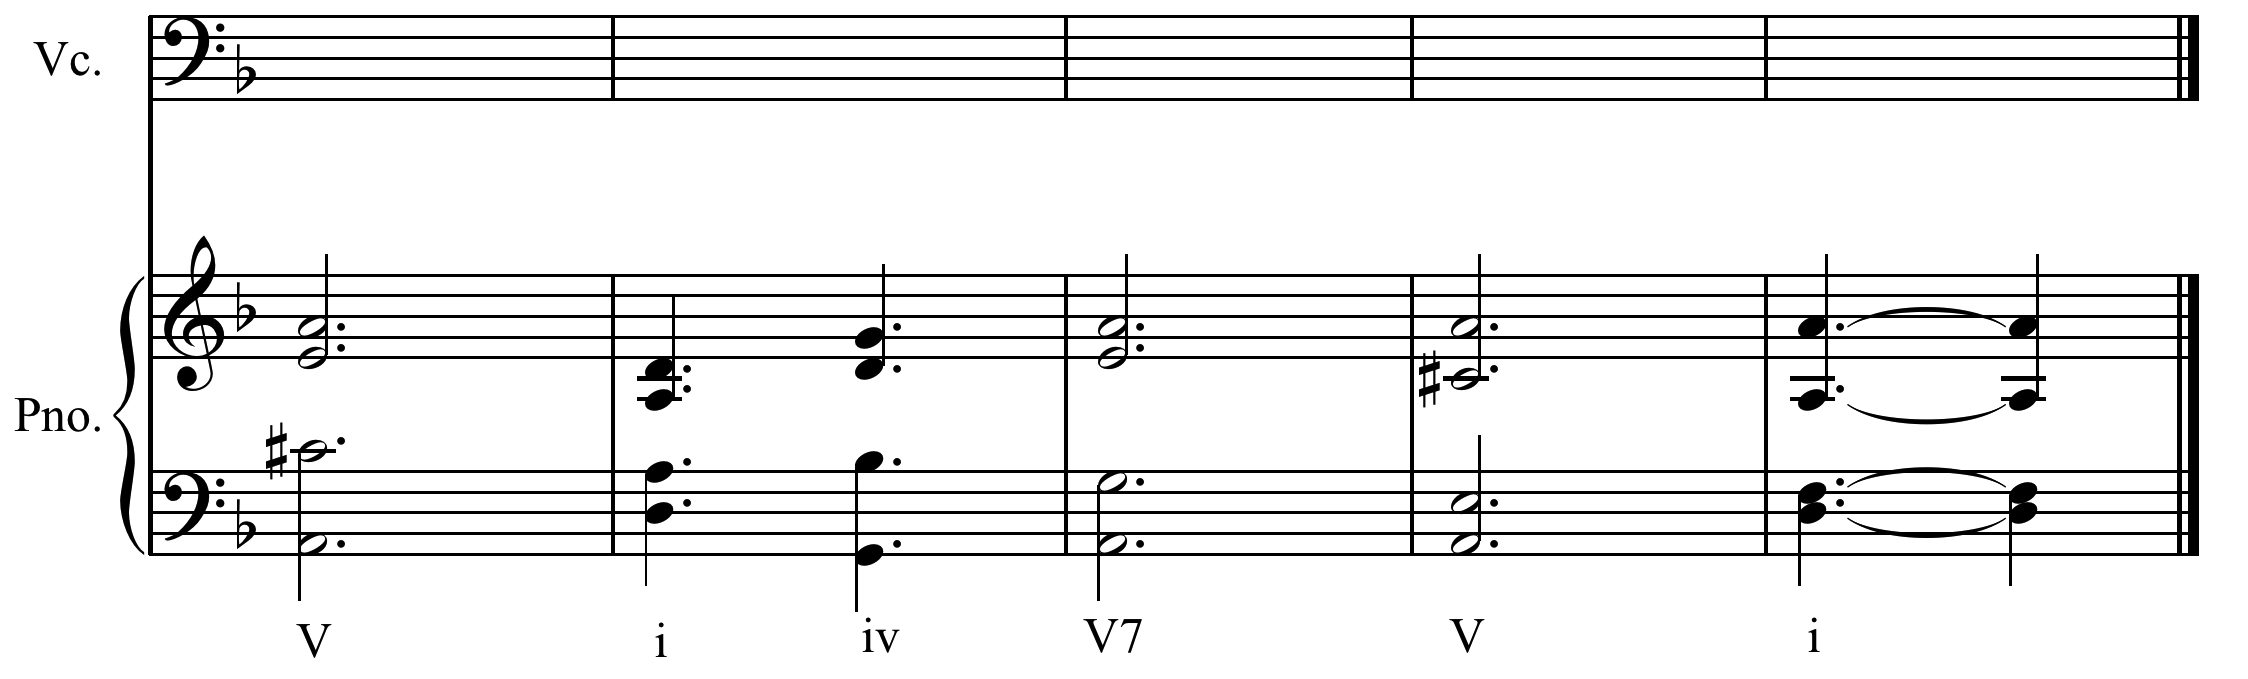 Vc.
Pno.
V i iv V7 V i